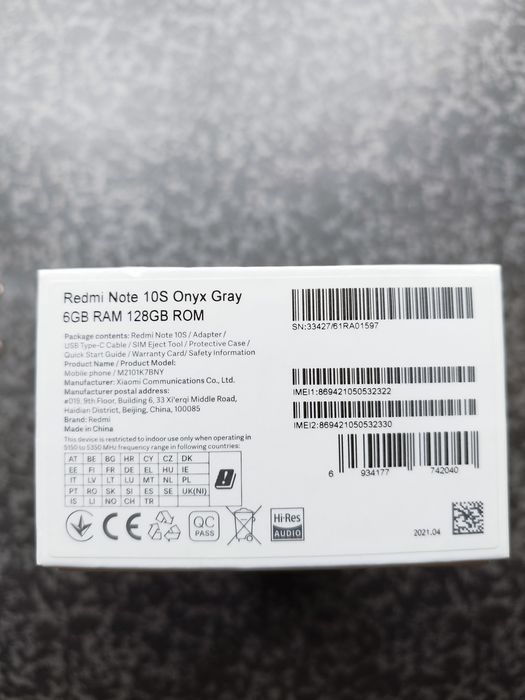 Redmi Note 10S Onyx Gray
6GB RAM 128GB ROM
Package contents: Redmi Note 10S / Adapter /
USB Type-C Cable / SIM Eject Tool / Protective Case /
Quick Start Guide / Warranty Card/ Safety Information
Product Name / Product Model:
Mobile phone / M2101K7BNY
Manufacturer: Xiaomi Communications Co., Ltd.
Manufacturer postal address:
#019, 9th Floor, Building 6, 33 Xi'erqi Middle Road,
Haidian District, Beijing, China, 100085
Brand: Redmi
Made in China
This device is restricted to indoor use only when operating in
5150 to 5350 MHz frequency range in following countries:
AT BE BG HR CY CZ DK
EE FI FR DE EL HU IE
IT LV LT LU MT NL PL
PT RO SK SI ES SE UK(NI)
IS LI NO CH TR
CE
QC
PASS
Hi-Res
AUDIO
SN:33427/61RA01597
IMEI1:869421050532322
IMEI2:869421050532330
6 934177 742040
2021.04